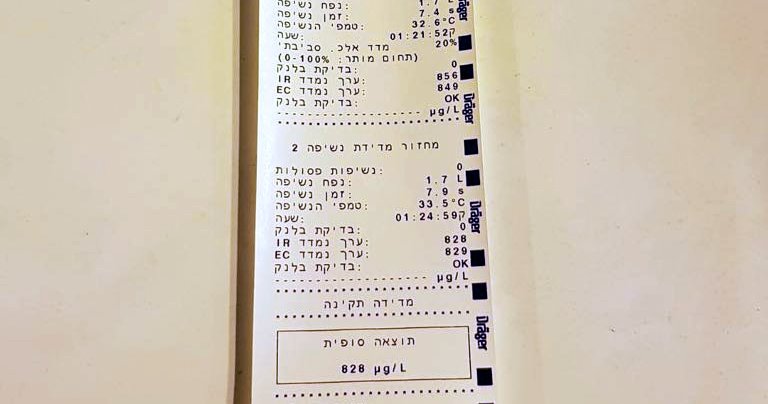 נפח נשיפה: 1.7 L
זמן נשיפה: 7.4 s
טמפ׳ הנשיפה: 32.6°C
שעה: 01:21:52ק
מדד אלכ. סביבתי 20%
(תחום מותר: 0-100%)
בדיקת בלנק: 0
ערך נמדד IR: 856
ערך נמדד EC: 849
בדיקת בלנק: OK
µg/L
מחזור מדידת נשיפה 2
נשיפות פסולות: 0
נפח נשיפה: 1.7 L
זמן נשיפה: 7.9 s
טמפ׳ הנשיפה: 33.5°C
שעה: 01:24:59ק
בדיקת בלנק: 0
ערך נמדד IR: 828
ערך נמדד EC: 829
בדיקת בלנק: OK
µg/L
מדידה תקינה
תוצאה סופית
828 µg/L
Dräger
Dräger
Dräger
Dräger